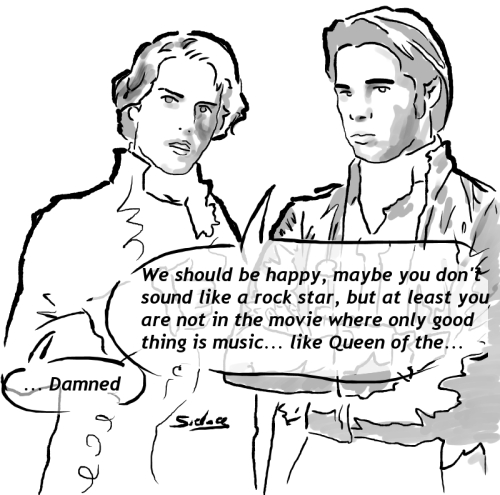 We should be happy, maybe you don't
sound like a rock star, but at least you
are not in the movie where only good
thing is music... like Queen of the...
... Damned